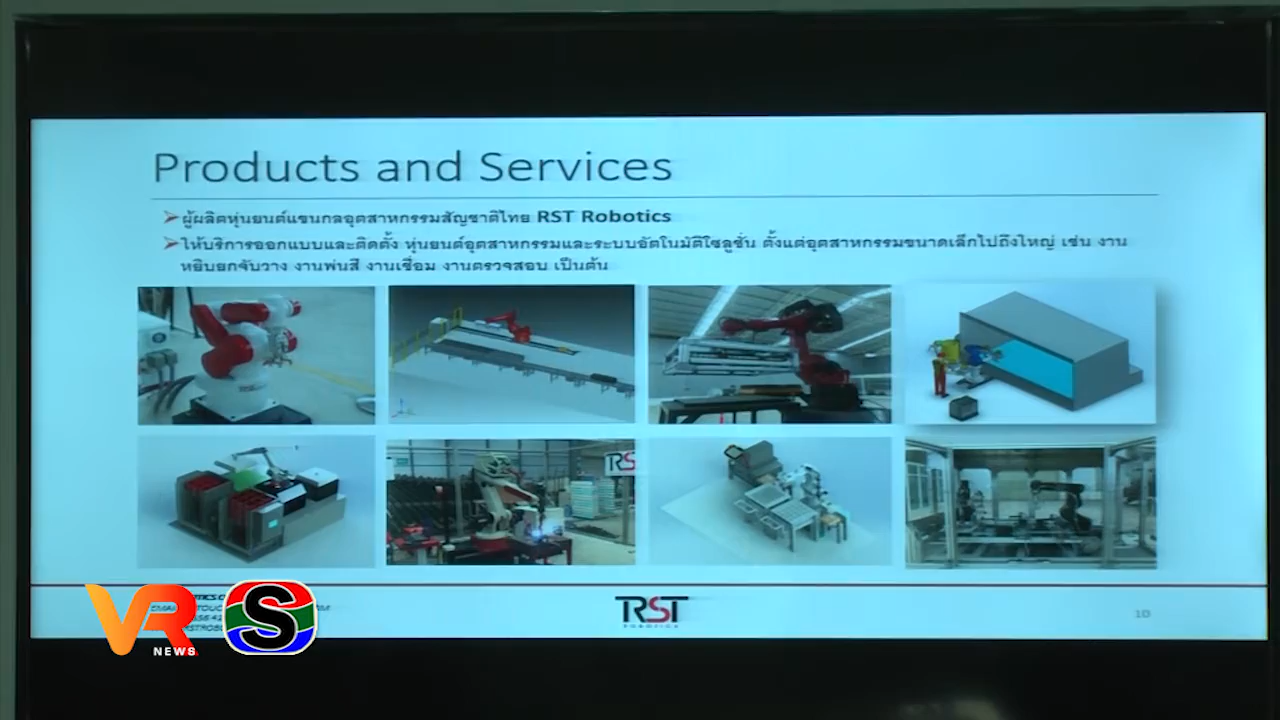 Products and Services
ผู้ผลิตหุ่นยนต์แขนกลอุตสาหกรรมสัญชาติไทย RST Robotics
ให้บริการออกแบบและติดตั้ง หุ่นยนต์อุตสาหกรรมและระบบอัตโนมัติโซลูชั่น ตั้งแต่อุตสาหกรรมขนาดเล็กไปถึงใหญ่ เช่น งาน
หยิบยกจับวาง งานพ่นสี งานเชื่อม งานตรวจสอบ เป็นต้น
RS
RST
ROBOTICS
10
VR
NEWS
S